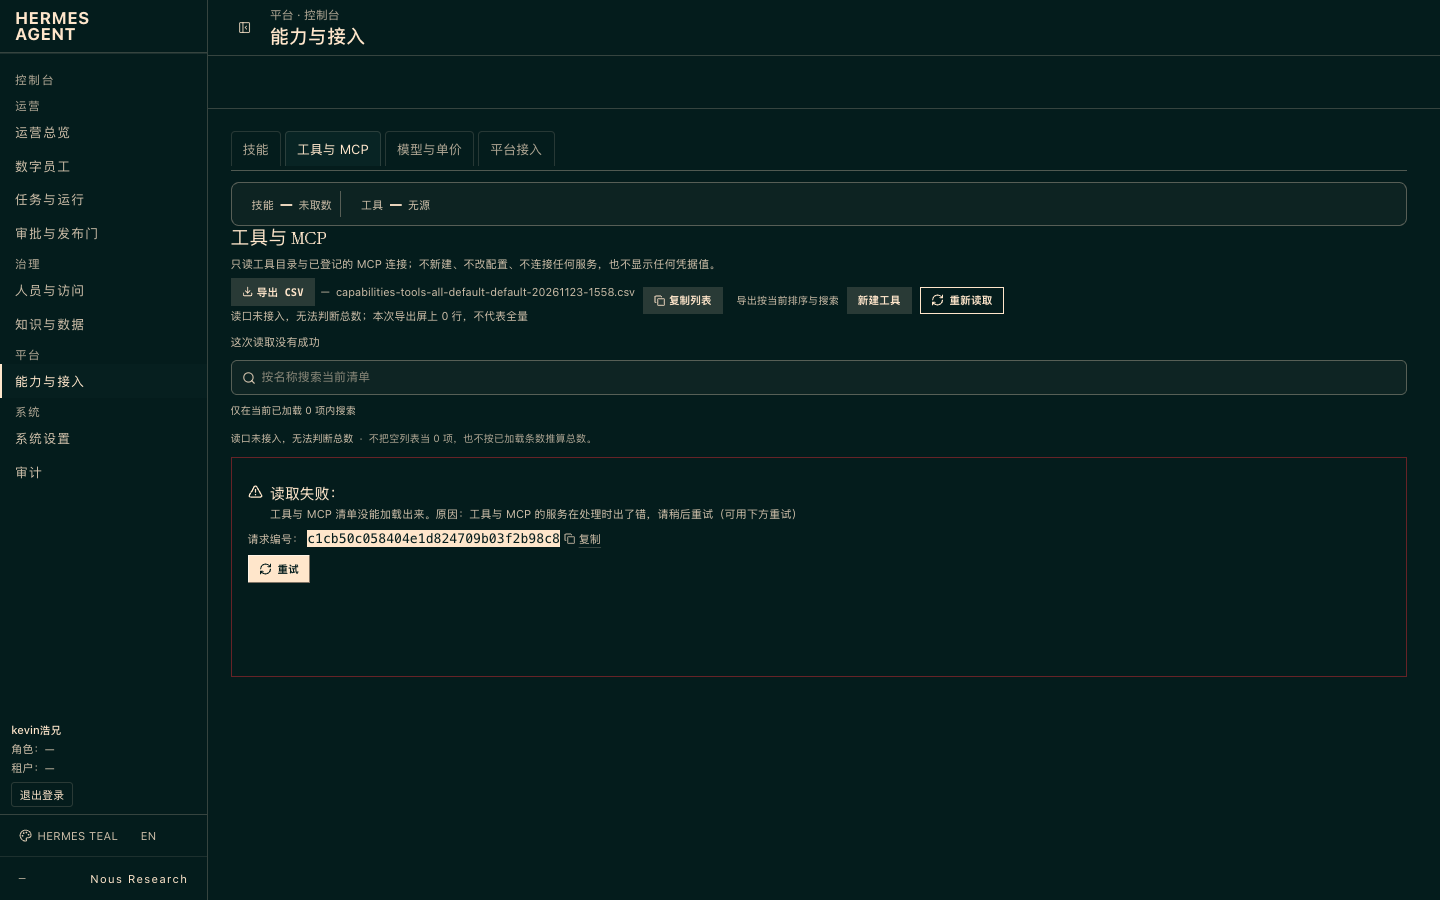 HERMES
AGENT
控制台
运营
运营总览
数字员工
任务与运行
审批与发布门
治理
人员与访问
知识与数据
平台
能力与接入
系统
系统设置
审计
kevin浩兄
角色：—
租户：—
退出登录
HERMES TEAL EN
— Nous Research
平台 · 控制台
能力与接入
技能 工具与 MCP 模型与单价 平台接入
技能 — 未取数 工具 — 无源
工具与 MCP
只读工具目录与已登记的 MCP 连接；不新建、不改配置、不连接任何服务，也不显示任何凭据值。
导出 CSV — capabilities-tools-all-default-default-20261123-1558.csv 复制列表 导出按当前排序与搜索 新建工具 重新读取
读口未接入，无法判断总数；本次导出屏上 0 行，不代表全量
这次读取没有成功
按名称搜索当前清单
仅在当前已加载 0 项内搜索
读口未接入，无法判断总数 · 不把空列表当 0 项，也不按已加载条数推算总数。
读取失败：
工具与 MCP 清单没能加载出来。原因：工具与 MCP 的服务在处理时出了错，请稍后重试（可用下方重试）
请求编号： c1cb50c058404e1d824709b03f2b98c8 复制
重试